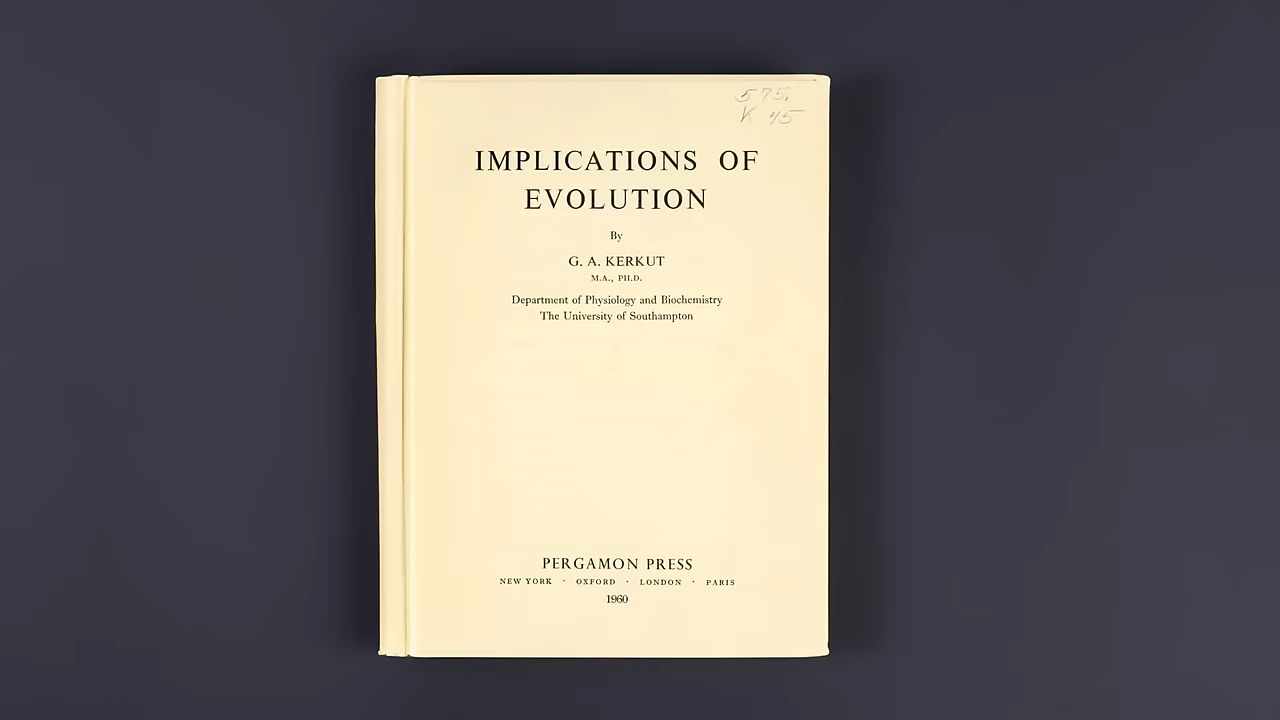 575.
K 45
IMPLICATIONS OF
EVOLUTION
By
G. A. KERKUT
M.A., PH.D.
Department of Physiology and Biochemistry
The University of Southampton
PERGAMON PRESS
NEW YORK · OXFORD · LONDON · PARIS
1960